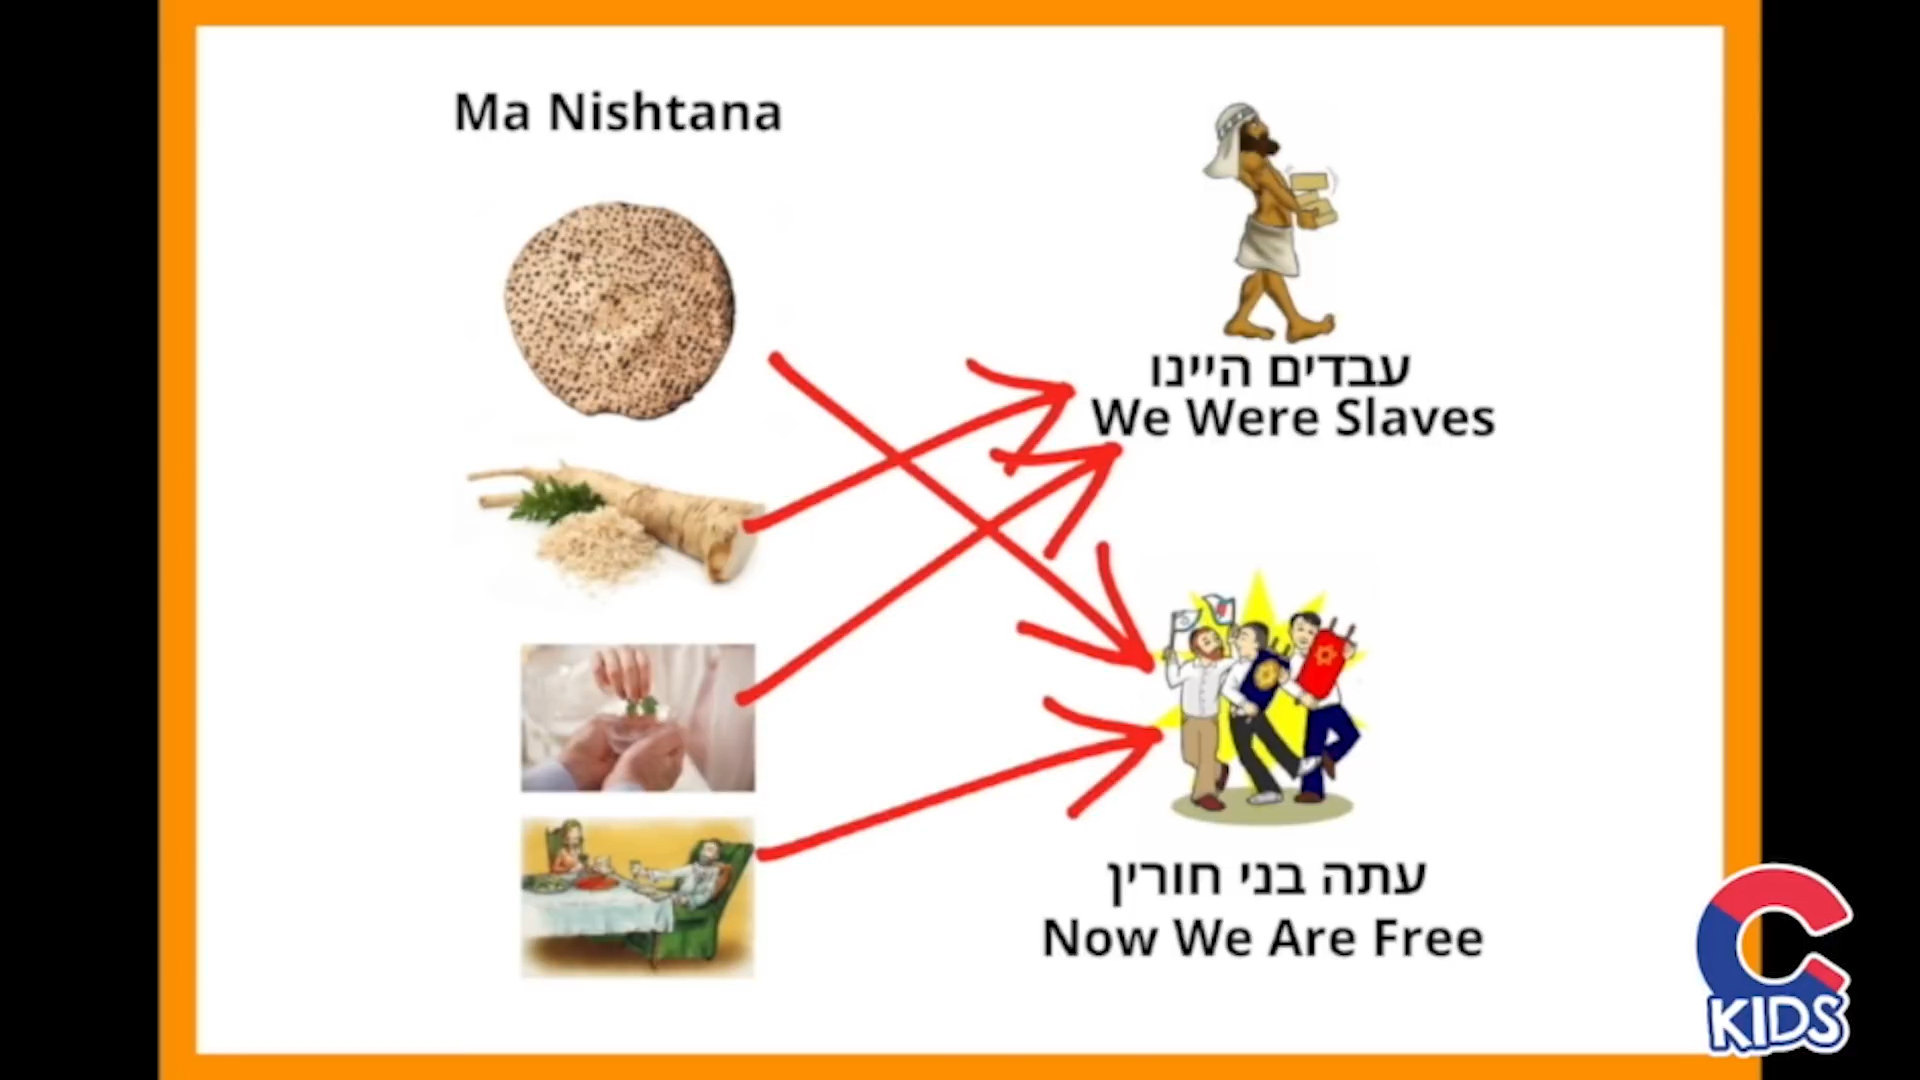 Ma Nishtana
עבדים היינו
We Were Slaves
עתה בני חורין
Now We Are Free
C
KIDS